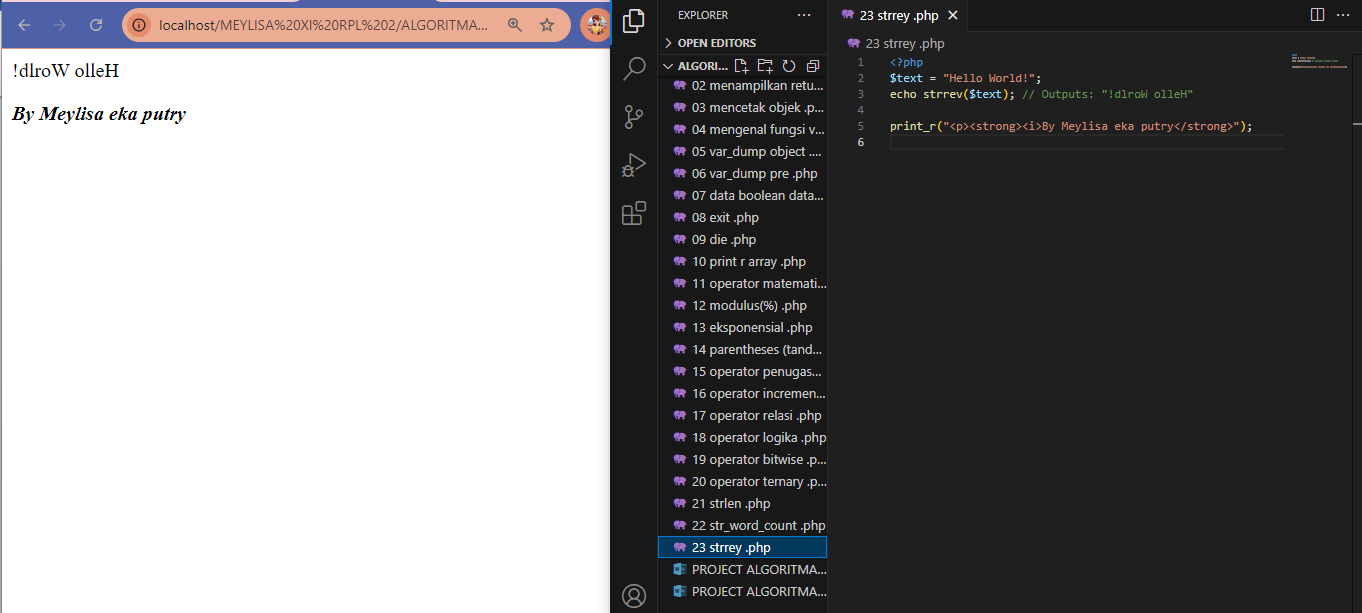 localhost/MEYLISA%20XI%20RPL%202/ALGORITMA...
!dlroW olleH
By Meylisa eka putry
EXPLORER
OPEN EDITORS
ALGORI...
02 menampilkan retu...
03 mencetak objek .p...
04 mengenal fungsi v...
05 var_dump object ....
06 var_dump pre .php
07 data boolean data...
08 exit .php
09 die .php
10 print r array .php
11 operator matemati...
12 modulus(%) .php
13 eksponensial .php
14 parentheses (tand...
15 operator penugas...
16 operator incremen...
17 operator relasi .php
18 operator logika .php
19 operator bitwise .p...
20 operator ternary .p...
21 strlen .php
22 str_word_count .php
23 strrey .php
PROJECT ALGORITMA...
PROJECT ALGORITMA...
23 strrey .php
23 strrey .php
1 <?php
2 $text = "Hello World!";
3 echo strrev($text); // Outputs: "!dlroW olleH"
4
5 print_r("<p><strong><i>By Meylisa eka putry</strong>");
6